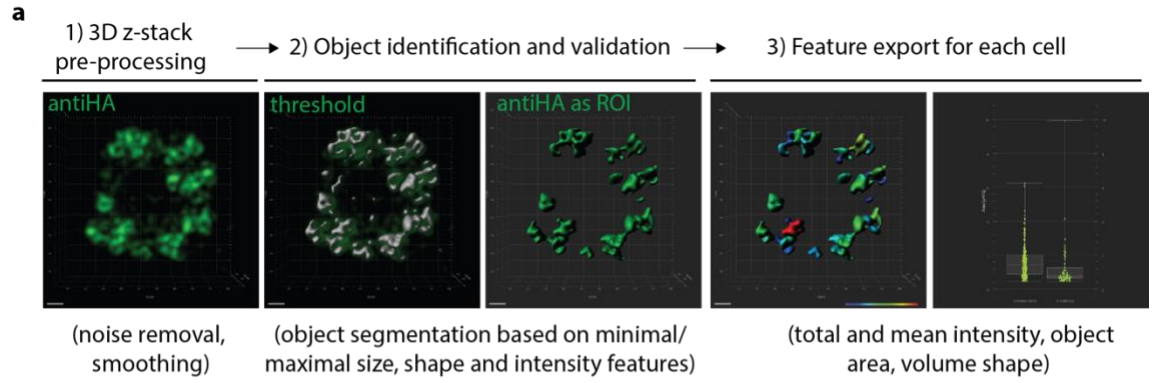 a
1) 3D z-stack
pre-processing
2) Object identification and validation
3) Feature export for each cell
antiHA
threshold
antiHA as ROI
(noise removal,
smoothing)
(object segmentation based on minimal/
maximal size, shape and intensity features)
(total and mean intensity, object
area, volume shape)